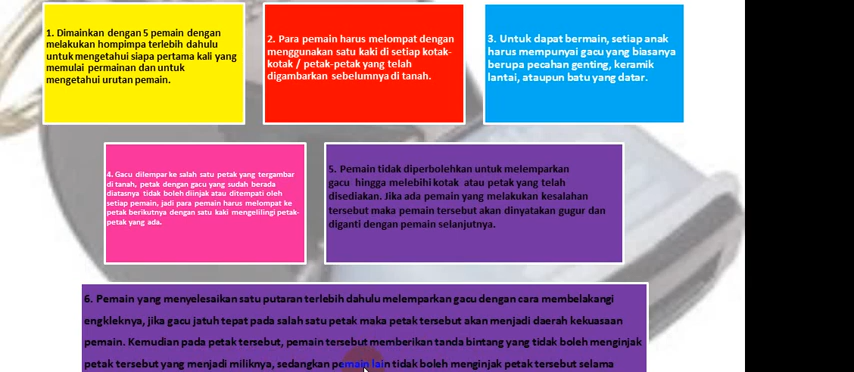 1. Dimainkan dengan 5 pemain dengan
melakukan hompimpa terlebih dahulu
untuk mengetahui siapa pertama kali yang
memulai permainan dan untuk
mengetahui urutan pemain.
2. Para pemain harus melompat dengan
menggunakan satu kaki di setiap kotak-
kotak / petak-petak yang telah
digambarkan sebelumnya di tanah.
3. Untuk dapat bermain, setiap anak
harus mempunyai gacu yang biasanya
berupa pecahan genting, keramik
lantai, ataupun batu yang datar.
4. Gacu dilempar ke salah satu petak yang tergambar
di tanah, petak dengan gacu yang sudah berada
diatasnya tidak boleh diinjak atau ditempati oleh
setiap pemain, jadi para pemain harus melompat ke
petak berikutnya dengan satu kaki mengelilingi petak-
petak yang ada.
5. Pemain tidak diperbolehkan untuk melemparkan
gacu hingga melebihi kotak atau petak yang telah
disediakan. Jika ada pemain yang melakukan kesalahan
tersebut maka pemain tersebut akan dinyatakan gugur dan
diganti dengan pemain selanjutnya.
6. Pemain yang menyelesaikan satu putaran terlebih dahulu melemparkan gacu dengan cara membelakangi
engkleknya, jika gacu jatuh tepat pada salah satu petak maka petak tersebut akan menjadi daerah kekuasaan
pemain. Kemudian pada petak tersebut, pemain tersebut memberikan tanda bintang yang tidak boleh menginjak
petak tersebut yang menjadi miliknya, sedangkan pemain lain tidak boleh menginjak petak tersebut selama